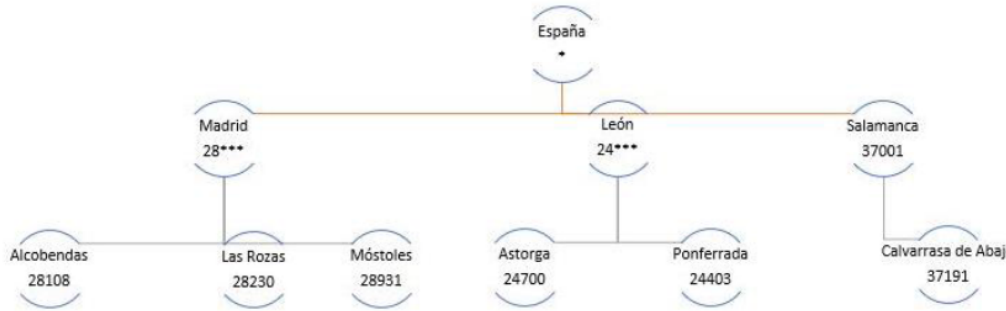 España
*
Madrid
28***
León
24***
Salamanca
37001
Alcobendas
28108
Las Rozas
28230
Móstoles
28931
Astorga
24700
Ponferrada
24403
Calvarrasa de Abaj
37191